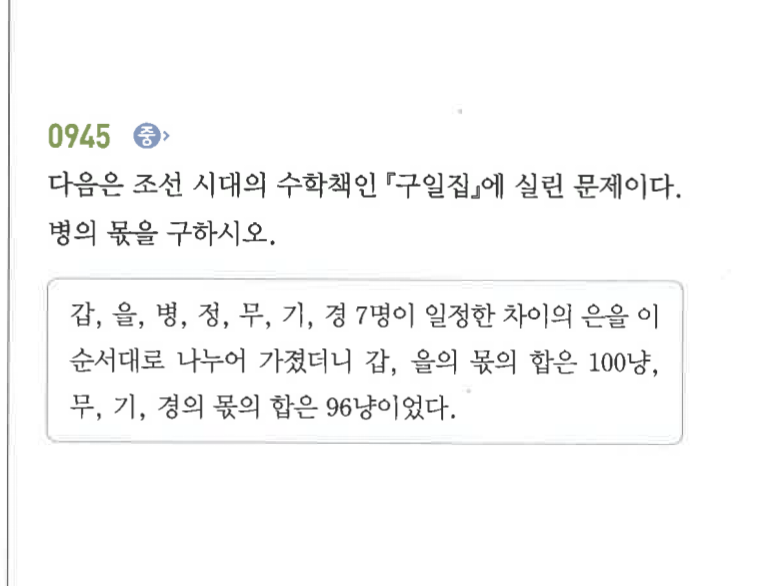 0945 중
다음은 조선 시대의 수학책인 『구일집』에 실린 문제이다.
병의 몫을 구하시오.
갑, 을, 병, 정, 무, 기, 경 7명이 일정한 차이의 은을 이
순서대로 나누어 가졌더니 갑, 을의 몫의 합은 100냥,
무, 기, 경의 몫의 합은 96냥이었다.